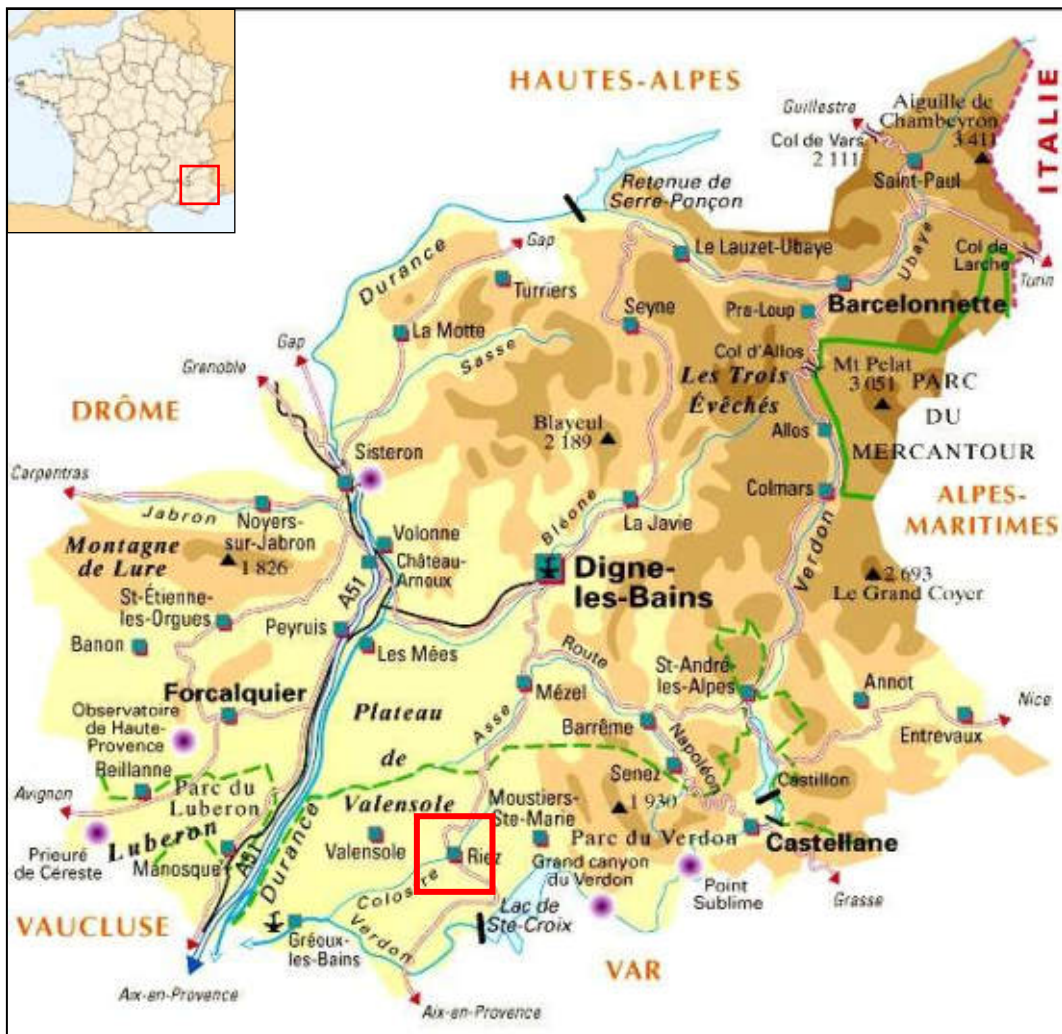 HAUTES-ALPES
Guillestre
Aiguille de
Chambeyron
3 411
Col de Vars
2 111
ITALIE
Saint-Paul
Retenue de
Serre-Ponçon
Durance
Gap
Le Lauzet-Ubaye
Ubaye
Col de
Larche
Turin
Turriers
Seyne
Barcelonnette
Pra-Loup
La Motte
Sasse
Gap
Grenoble
Col d'Allos
Les Trois
Évêchés
Mt Pelat
3 051
PARC
DU
MERCANTOUR
DRÔME
Blayeul
2 189
Allos
Sisteron
Carpentras
Jabron
Noyers-
sur-Jabron
Colmars
ALPES-
MARITIMES
La Javie
Bléone
Volonne
Château-
Arnoux
Montagne
de Lure
1 826
A51
Digne-
les-Bains
Verdon
2 693
Le Grand Coyer
St-Étienne-
les-Orgues
Peyruis
Banon
Les Mées
Route
Napoléon
St-André-
les-Alpes
Annot
Mézel
Forcalquier
Plateau
de
Valensole
Asse
Barrême
Nice
Entrevaux
Observatoire
de Haute-
Provence
Reillanne
Senez
Castillon
Avignon
Parc du
Luberon
Moustiers-
Ste-Marie
1 930
Parc du Verdon
Castellane
Luberon
Prieuré
de Céreste
Manosque
A51
Durance
Valensole
Riez
Grand canyon
du Verdon
Point
Sublime
Grasse
Colostre
VAUCLUSE
Verdon
Lac de
Ste-Croix
Gréoux-
les-Bains
VAR
Aix-en-Provence
Aix-en-Provence